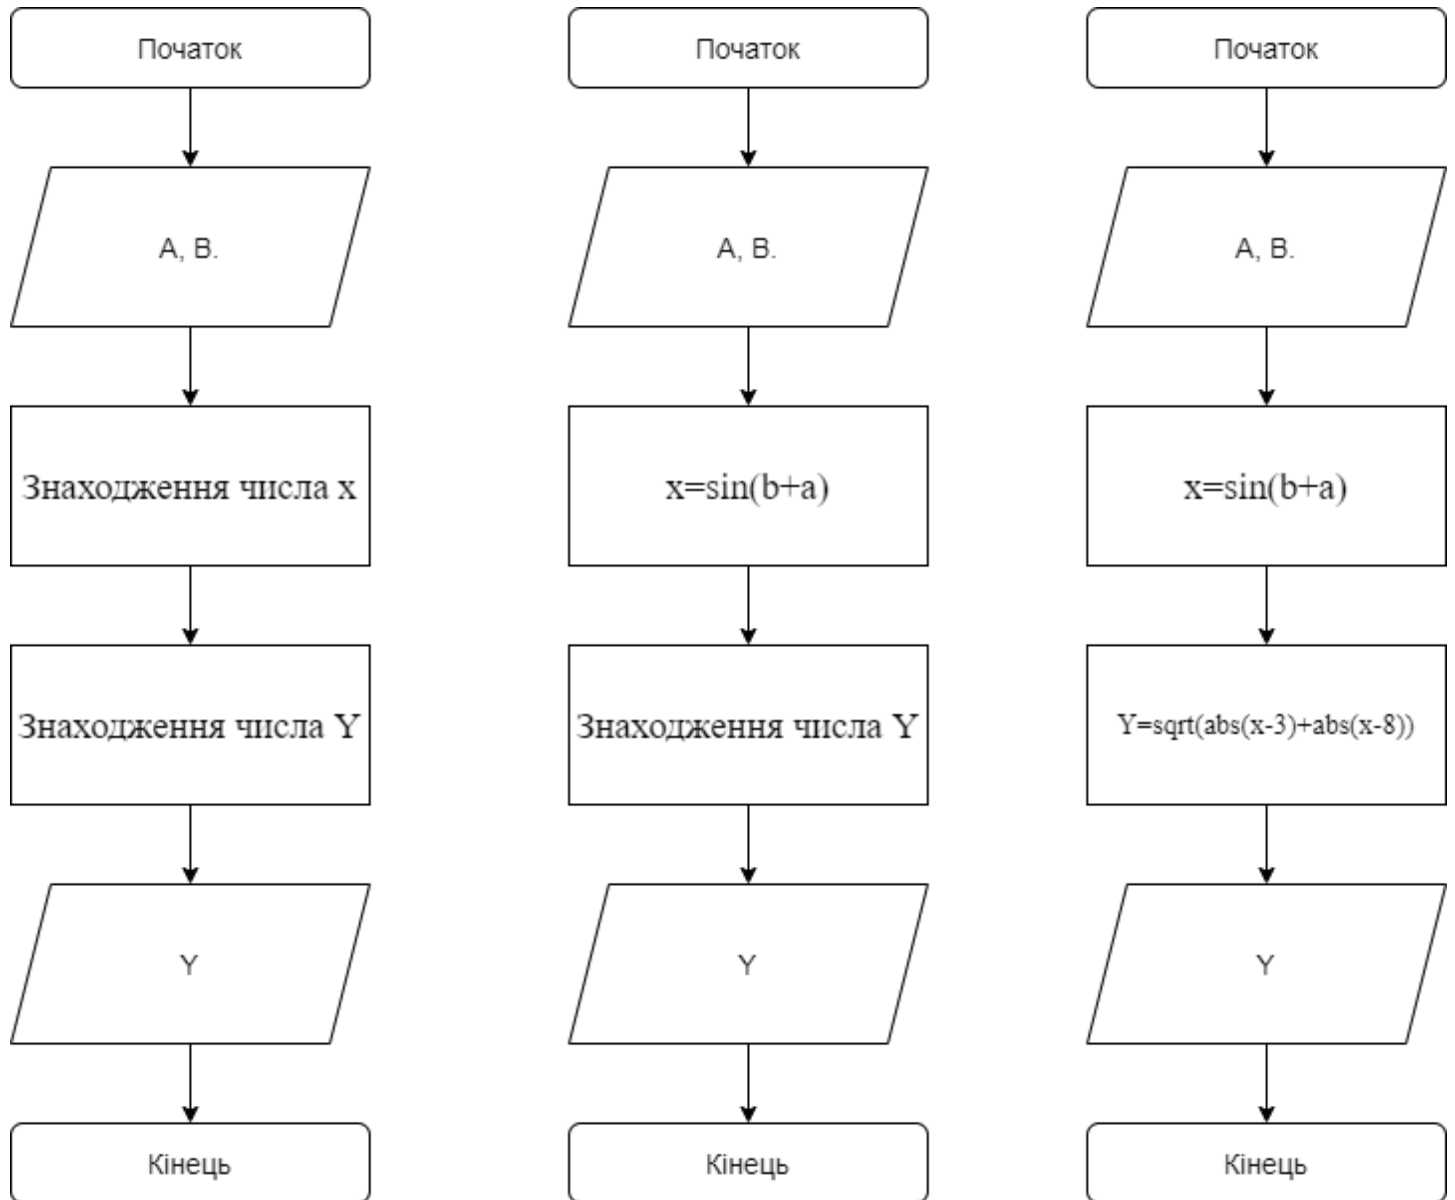 Початок
A, B.
Знаходження числа x
Знаходження числа Y
Y
Кінець
Початок
A, B.
x=sin(b+a)
Знаходження числа Y
Y
Кінець
Початок
A, B.
x=sin(b+a)
Y=sqrt(abs(x-3)+abs(x-8))
Y
Кінець